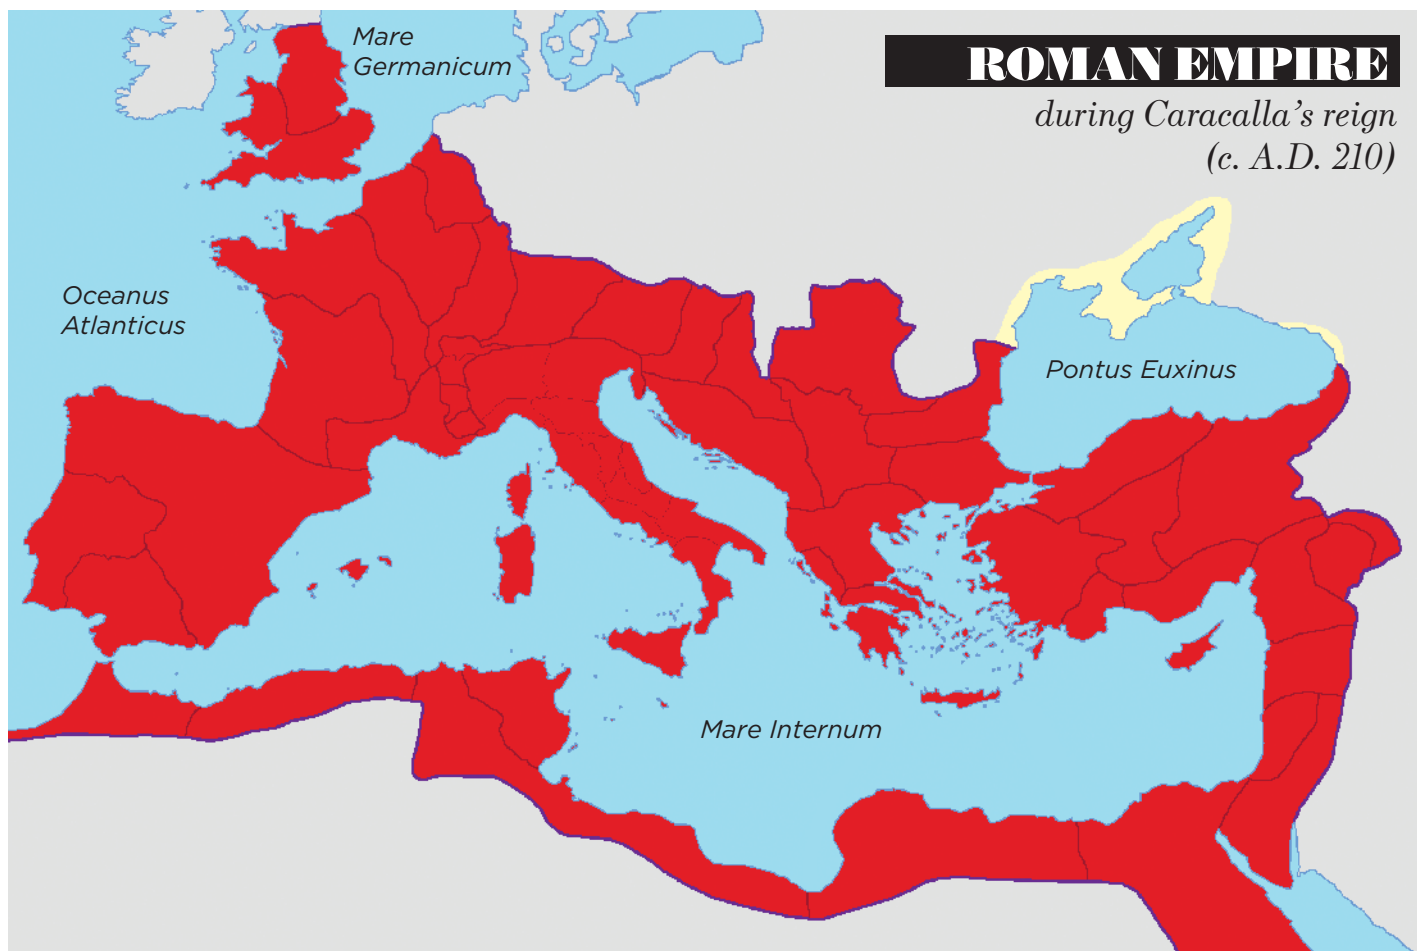 ROMAN EMPIRE
during Caracalla's reign
(c. A.D. 210)
Mare
Germanicum
Oceanus
Atlanticus
Pontus Euxinus
Mare Internum